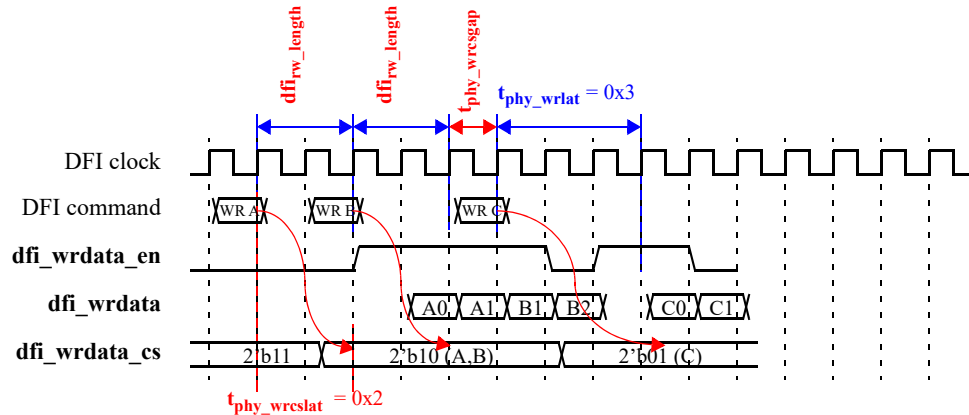 dfirw_length
dfirw_length
tphy_wrcsgap
tphy_wrlat = 0x3
DFI clock
DFI command
WR A
WR B
WR C
dfi_wrdata_en
dfi_wrdata
A0
A1
B1
B2
C0
C1
dfi_wrdata_cs
2'b11
2'b10 (A,B)
2'b01 (C)
tphy_wrcslat = 0x2